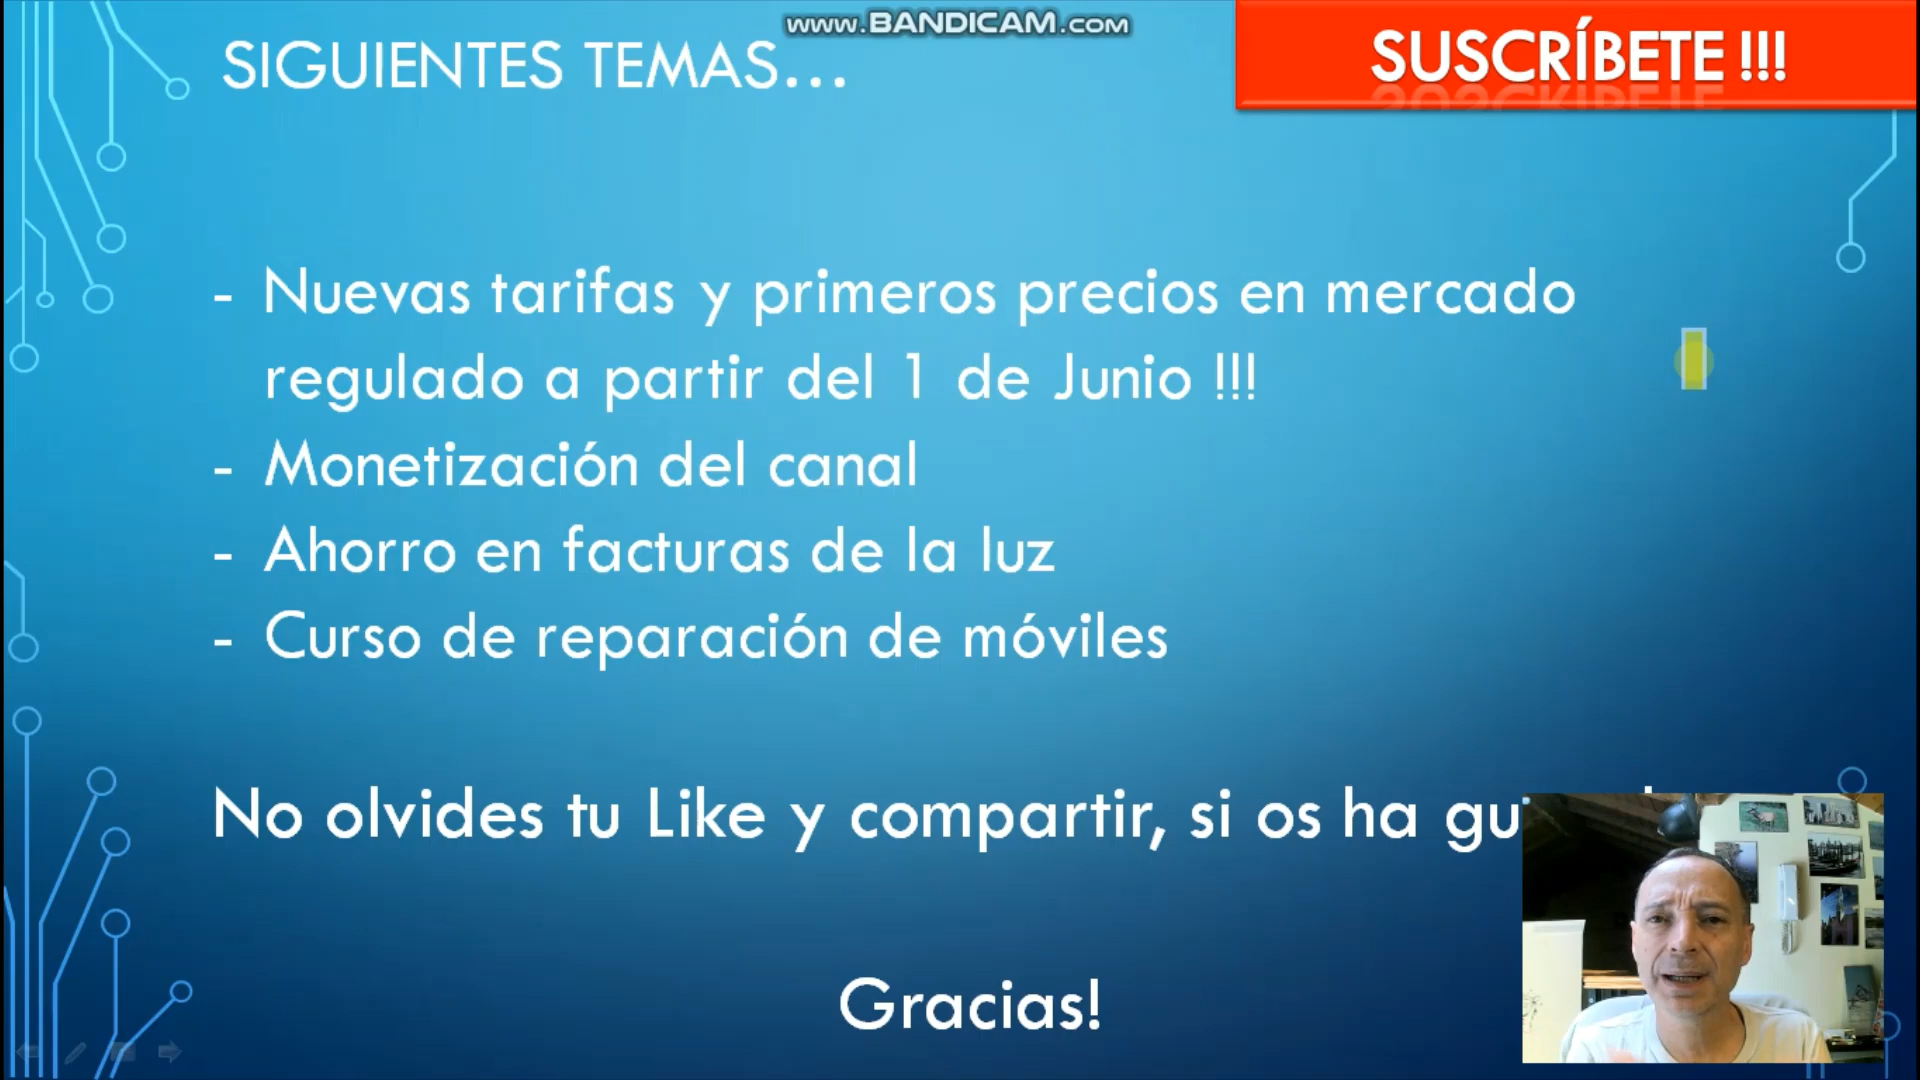 www.BANDICAM.com
SIGUIENTES TEMAS...
SUSCRÍBETE !!!
- Nuevas tarifas y primeros precios en mercado
regulado a partir del 1 de Junio !!!
- Monetización del canal
- Ahorro en facturas de la luz
- Curso de reparación de móviles
No olvides tu Like y compartir, si os ha gu
Gracias!